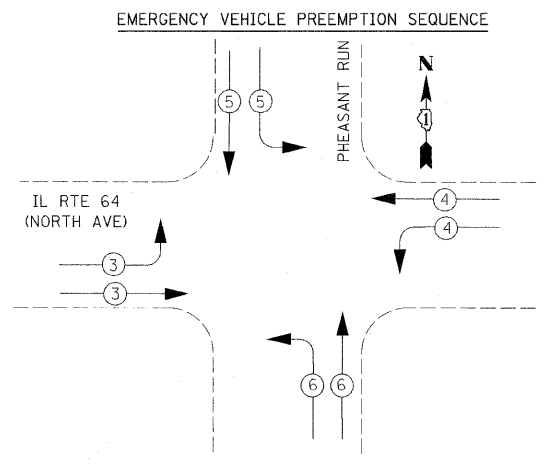 EMERGENCY VEHICLE PREEMPTION SEQUENCE
PHEASANT RUN
N
5 5
1
IL RTE 64
(NORTH AVE)
4
4
3
3
6 6